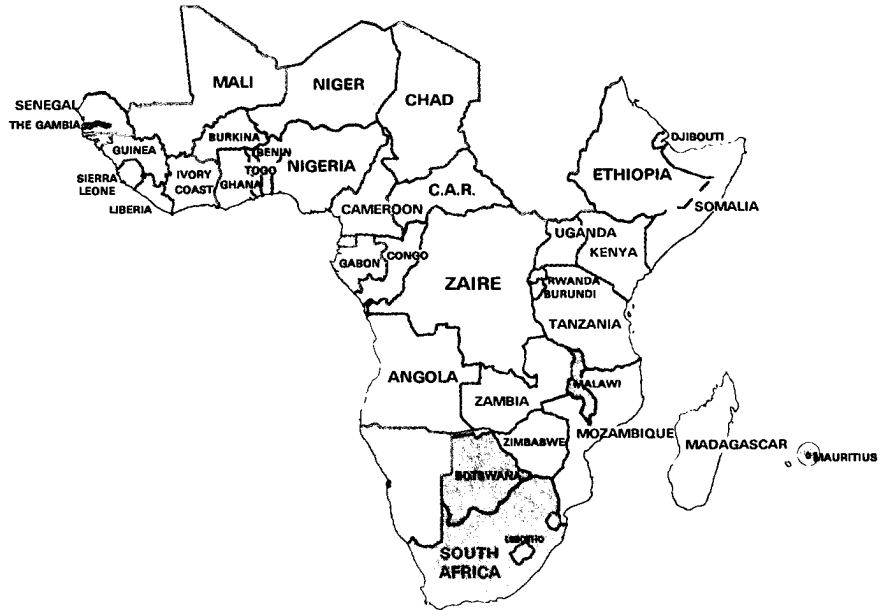 MALI
NIGER
CHAD
SENEGAL
THE GAMBIA
GUINEA
BURKINA
BENIN
NIGERIA
DJIBOUTI
ETHIOPIA
SIERRA
LEONE
IVORY
COAST
GHANA
TOGO
C.A.R.
LIBERIA
CAMEROON
SOMALIA
UGANDA
KENYA
GABON
CONGO
ZAIRE
RWANDA
BURUNDI
TANZANIA
ANGOLA
ZAMBIA
MALAWI
ZIMBABWE
MOZAMBIQUE
MADAGASCAR
MAURITIUS
BOTSWANA
LESOTHO
SOUTH
AFRICA